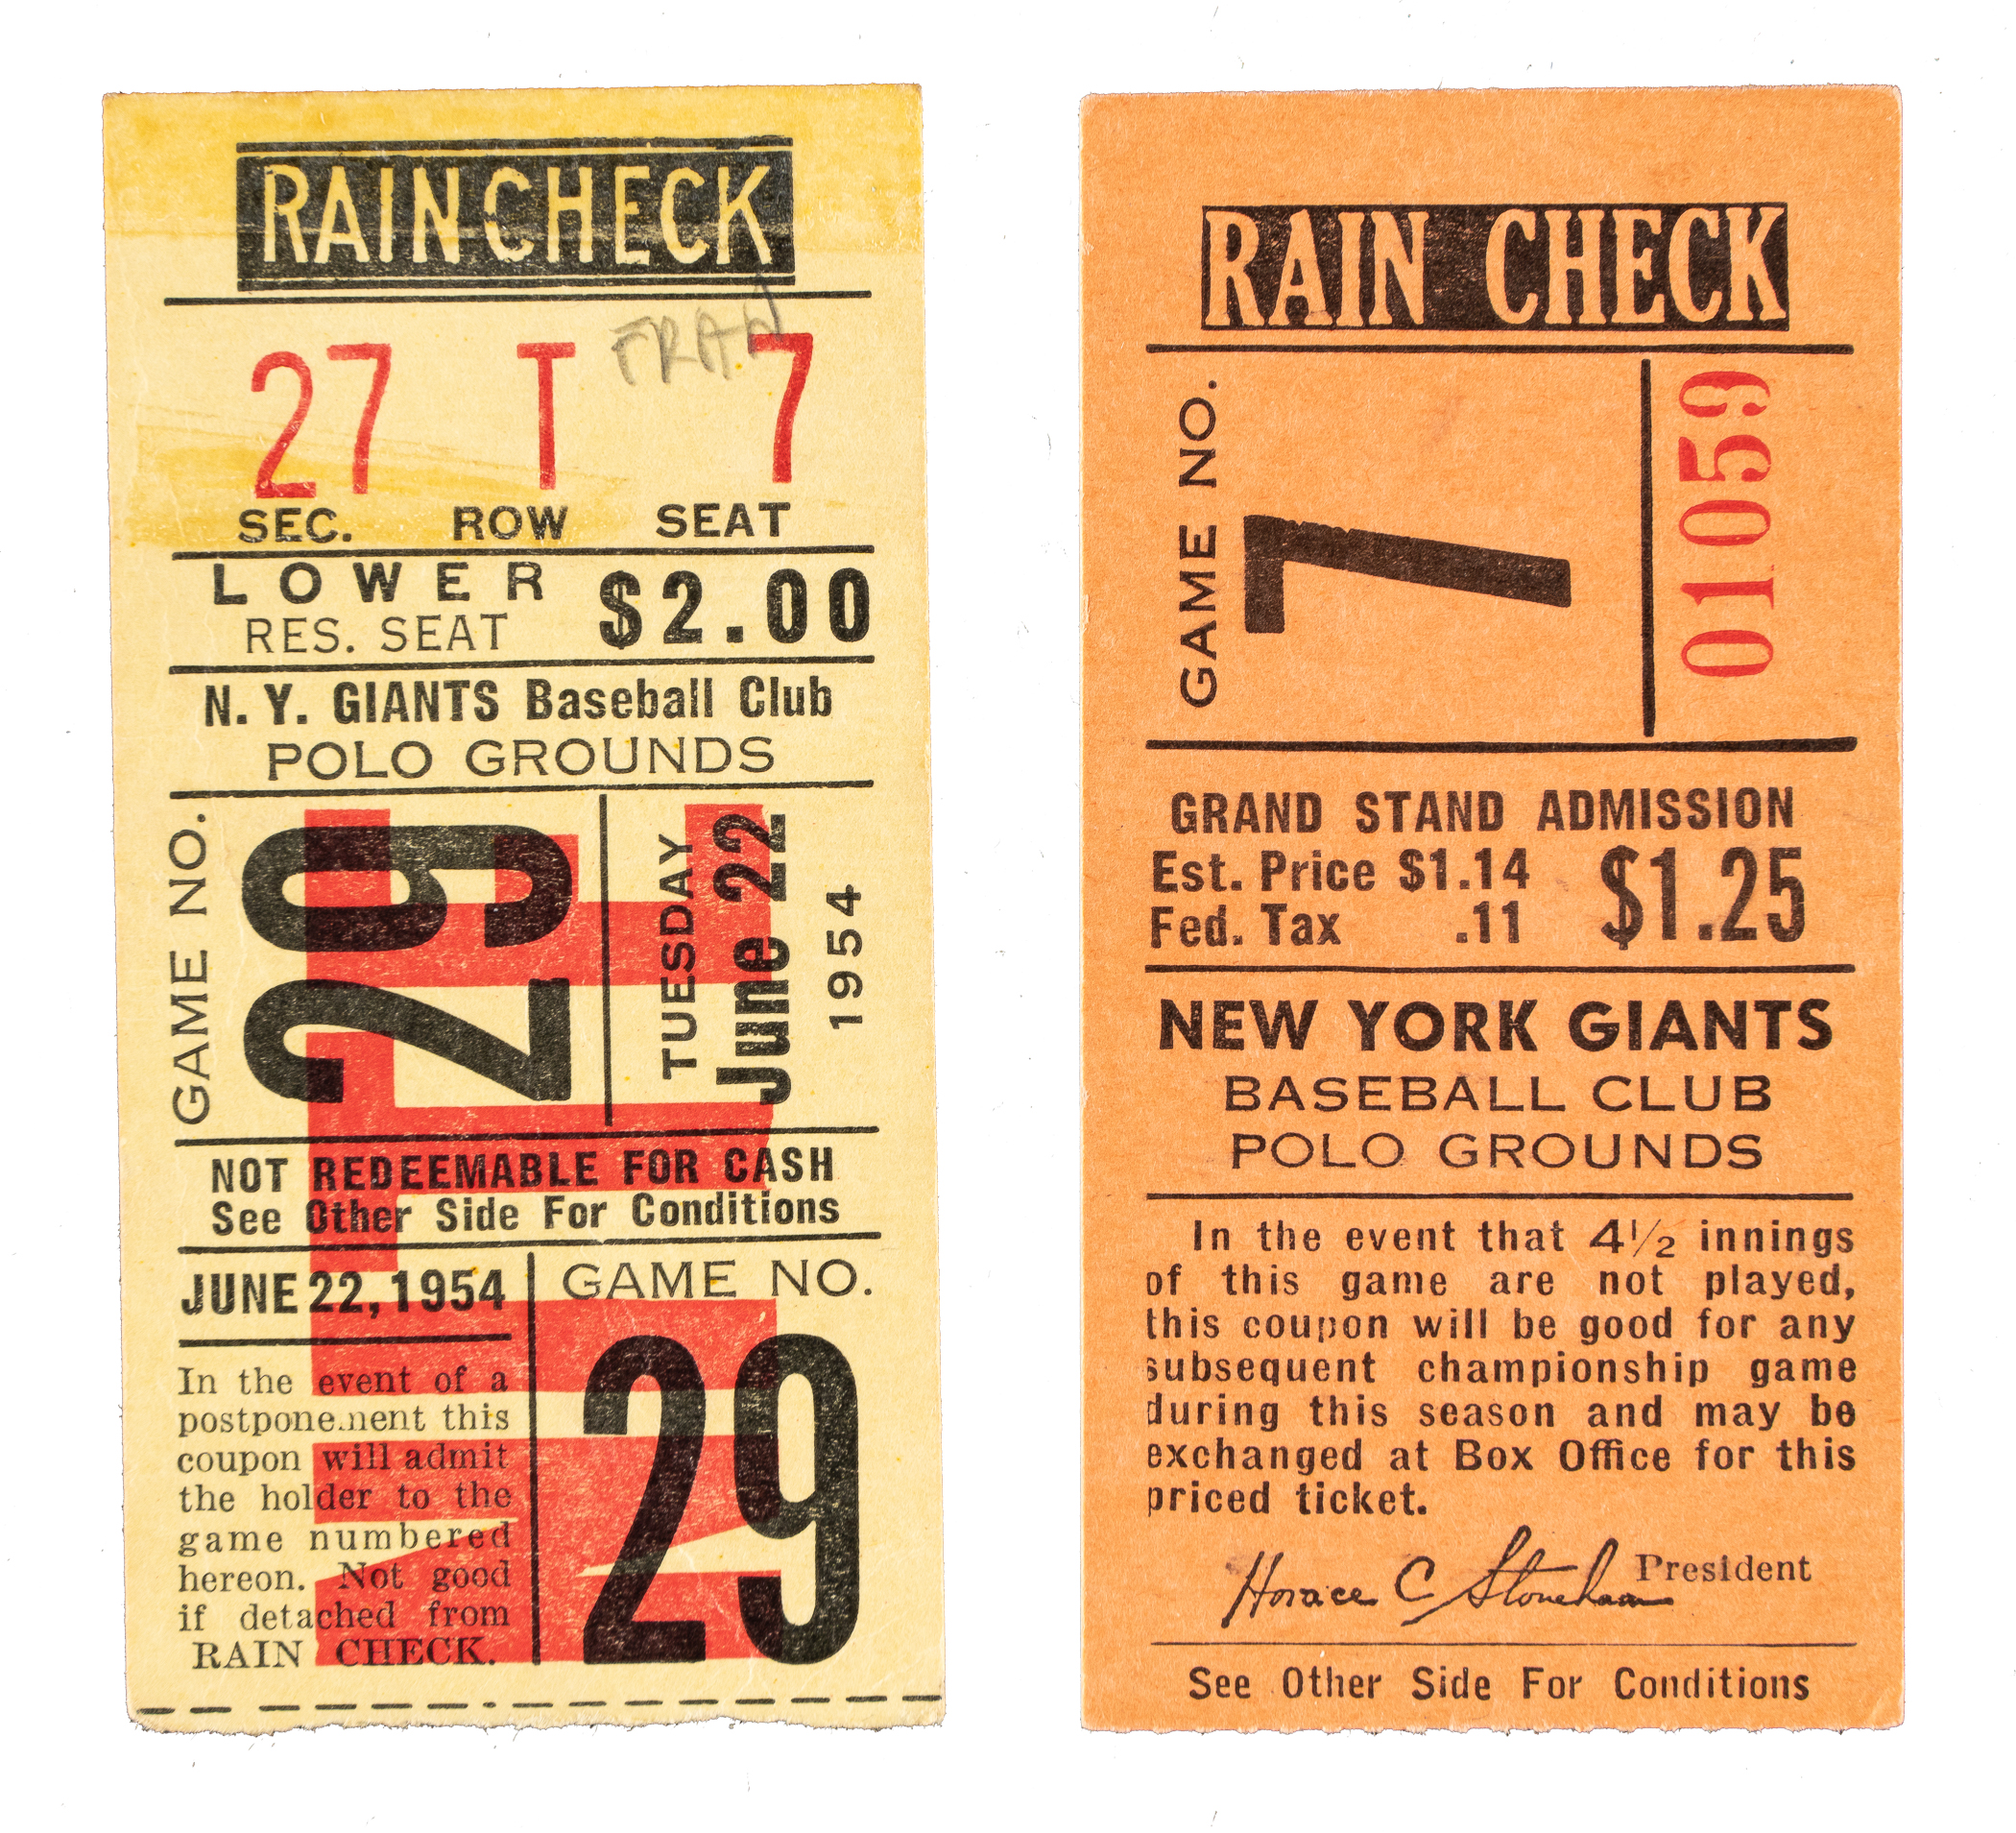 RAIN CHECK
FRAN
27 T 7
SEC. ROW SEAT
LOWER
RES. SEAT $2.00
N. Y. GIANTS Baseball Club
POLO GROUNDS
GAME NO.
29
TUESDAY
June 22
1954
NOT REDEEMABLE FOR CASH
See Other Side For Conditions
JUNE 22, 1954
In the event of a
postponement this
coupon will admit
the holder to the
game numbered
hereon. Not good
if detached from
RAIN CHECK.
GAME NO.
29
RAIN CHECK
GAME NO.
7
01059
GRAND STAND ADMISSION
Est. Price $1.14
Fed. Tax .11
$1.25
NEW YORK GIANTS
BASEBALL CLUB
POLO GROUNDS
In the event that 4½ innings
of this game are not played,
this coupon will be good for any
subsequent championship game
during this season and may be
exchanged at Box Office for this
priced ticket.
Horace C Stoneham President
See Other Side For Conditions